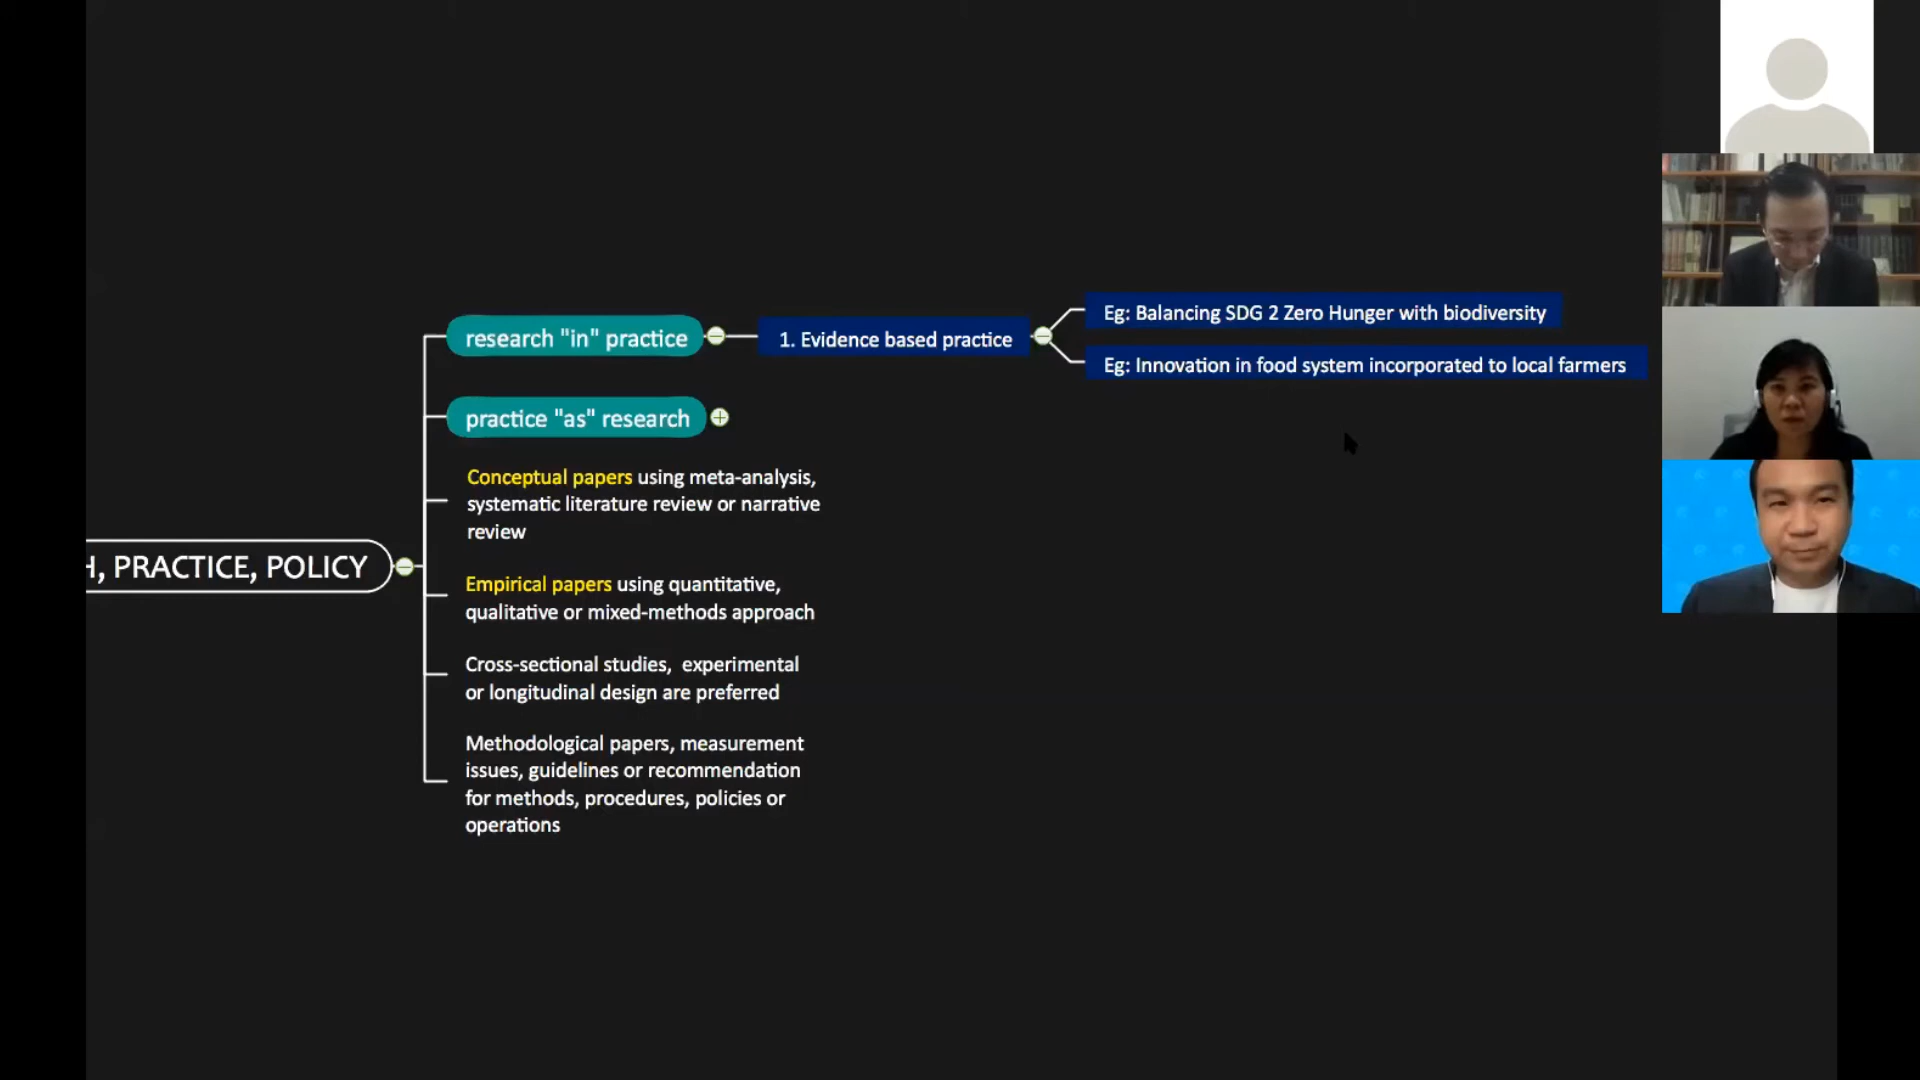 research "in" practice
1. Evidence based practice
Eg: Balancing SDG 2 Zero Hunger with biodiversity
Eg: Innovation in food system incorporated to local farmers
practice "as" research
Conceptual papers using meta-analysis,
systematic literature review or narrative
review
H, PRACTICE, POLICY
Empirical papers using quantitative,
qualitative or mixed-methods approach
Cross-sectional studies,  experimental
or longitudinal design are preferred
Methodological papers, measurement
issues, guidelines or recommendation
for methods, procedures, policies or
operations